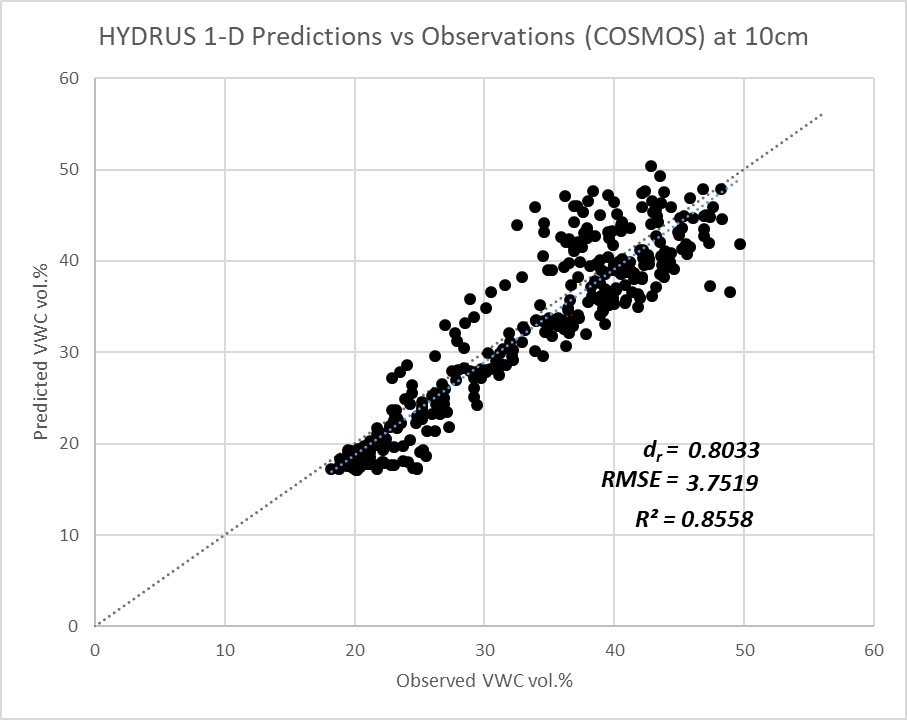 HYDRUS 1-D Predictions vs Observations (COSMOS) at 10cm
60
50
40
30
20
10
0
Predicted VWC vol.%
dr = 0.8033
RMSE = 3.7519
R² = 0.8558
0 10 20 30 40 50 60
Observed VWC vol.%